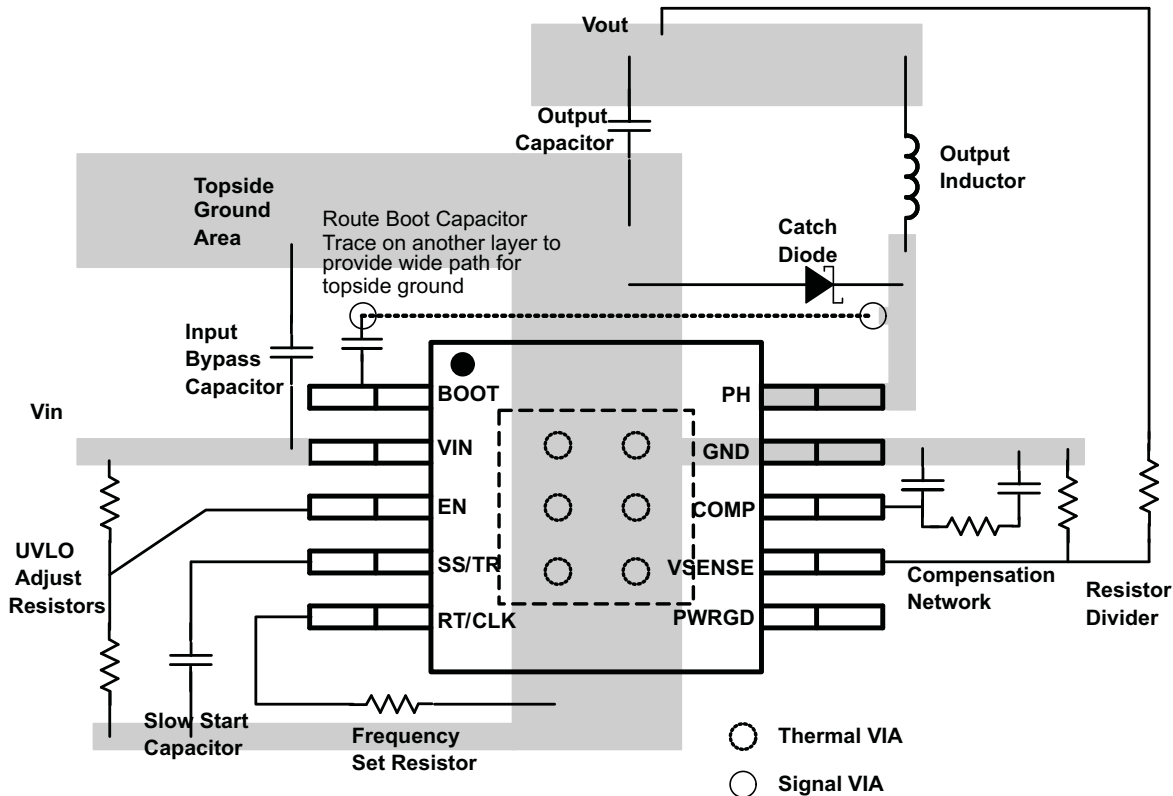 Vout
Output
Capacitor
Output
Inductor
Topside
Ground
Area
Route Boot Capacitor
Trace on another layer to
provide wide path for
topside ground
Catch
Diode
Input
Bypass
Capacitor
Vin
BOOT
VIN
EN
SS/TR
RT/CLK
PH
GND
COMP
VSENSE
PWRGD
UVLO
Adjust
Resistors
Compensation
Network
Resistor
Divider
Slow Start
Capacitor
Frequency
Set Resistor
Thermal VIA
Signal VIA